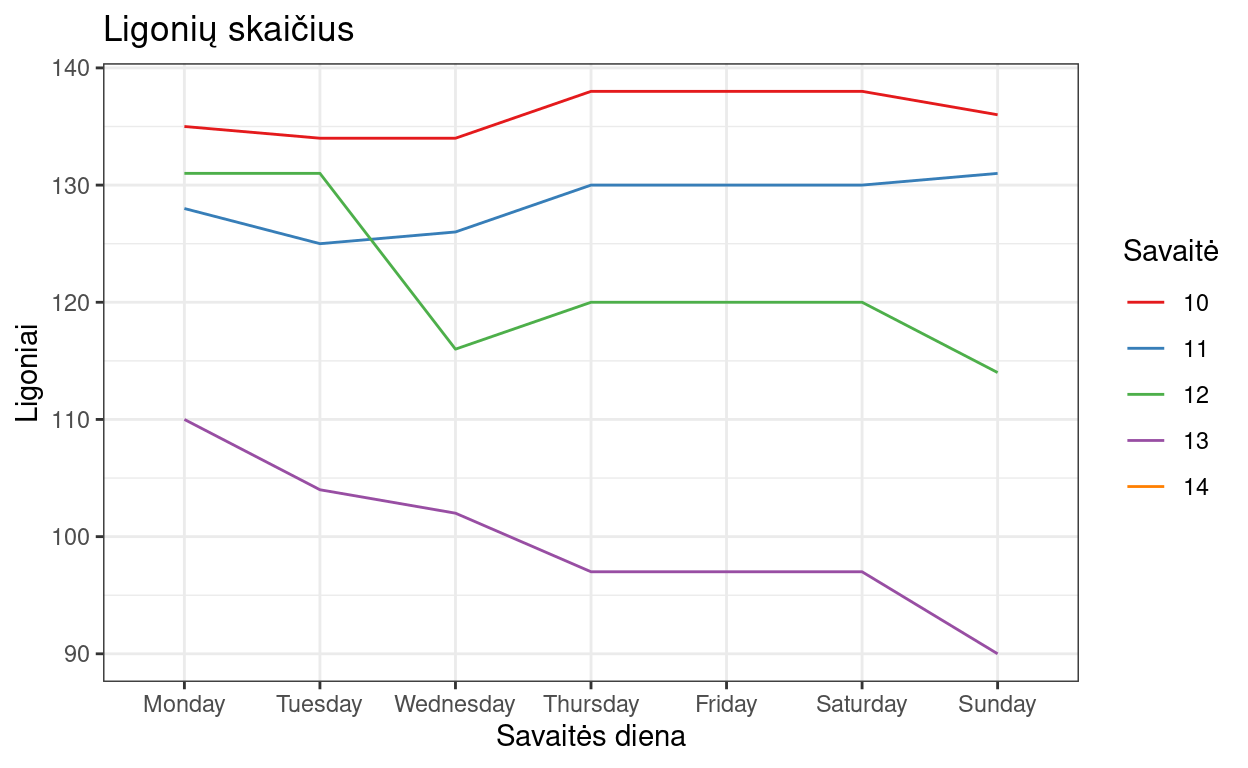 Ligonių skaičius
Ligoniai
140
130
120
110
100
90
Monday Tuesday Wednesday Thursday Friday Saturday Sunday
Savaitės diena
Savaitė
10
11
12
13
14